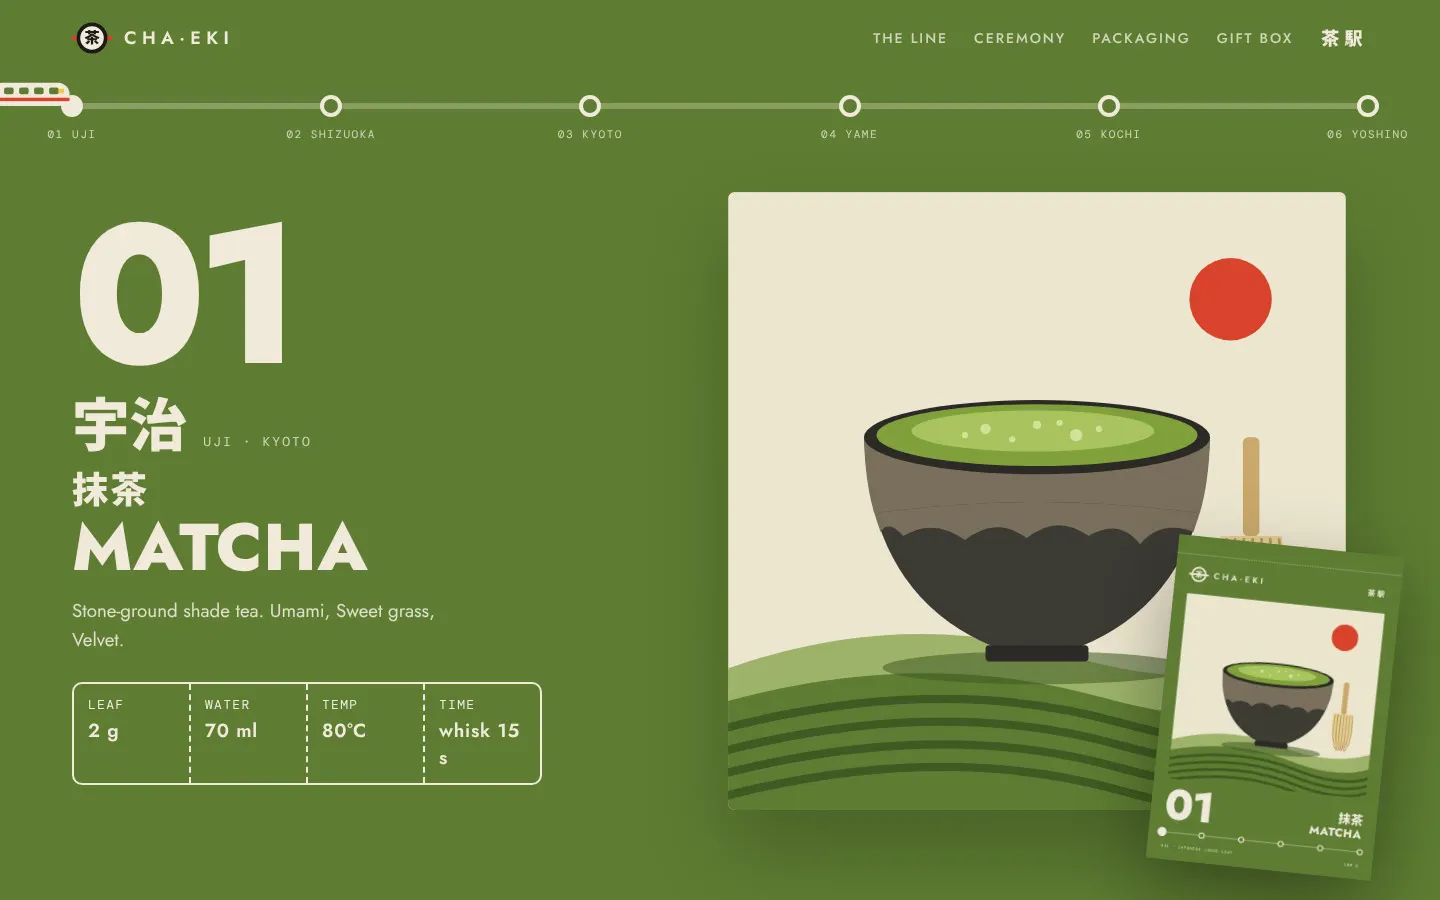 茶 CHA·EKI
THE LINE CEREMONY PACKAGING GIFT BOX 茶駅
01 UJI 02 SHIZUOKA 03 KYOTO 04 YAME 05 KOCHI 06 YOSHINO
01
宇治 UJI · KYOTO
抹茶
MATCHA
Stone-ground shade tea. Umami, Sweet grass,
Velvet.
LEAF WATER TEMP TIME
2 g 70 ml 80°C whisk 15
s
茶 CHA·EKI
茶駅
01
抹茶
MATCHA